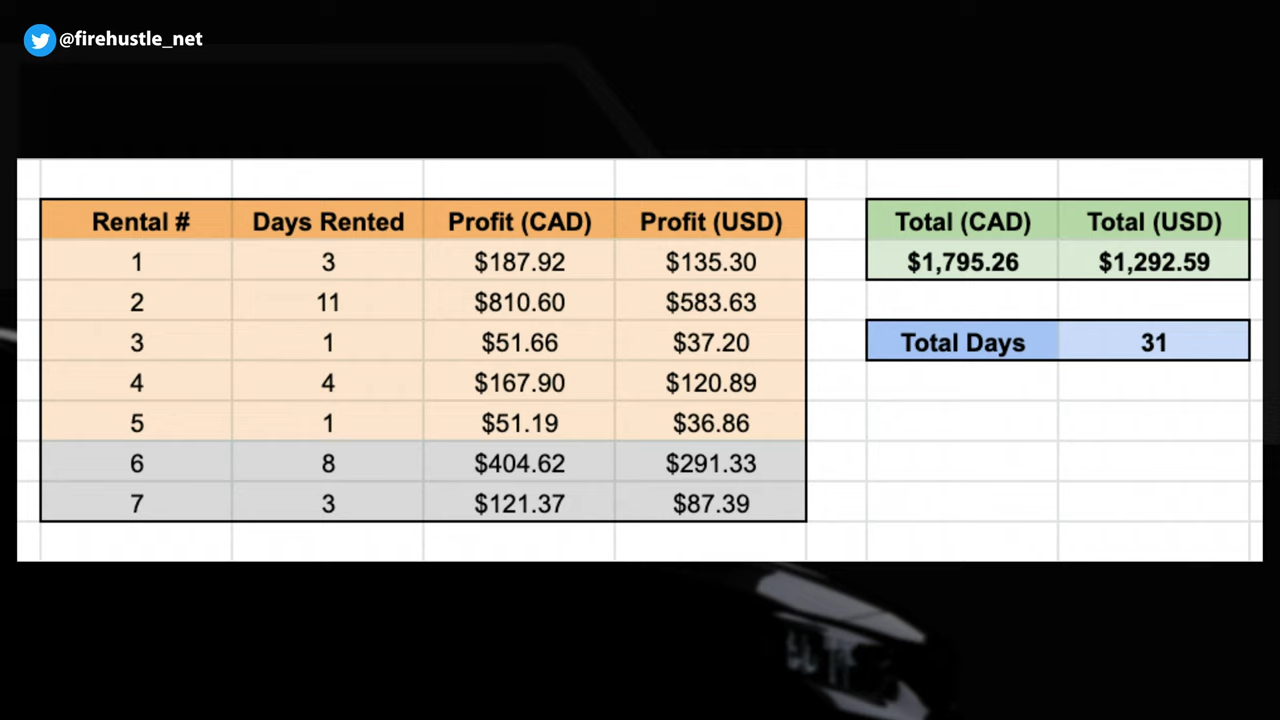 @firehustle_net
Rental # Days Rented Profit (CAD) Profit (USD) Total (CAD) Total (USD)
1 3 $187.92 $135.30 $1,795.26 $1,292.59
2 11 $810.60 $583.63
3 1 $51.66 $37.20 Total Days 31
4 4 $167.90 $120.89
5 1 $51.19 $36.86
6 8 $404.62 $291.33
7 3 $121.37 $87.39